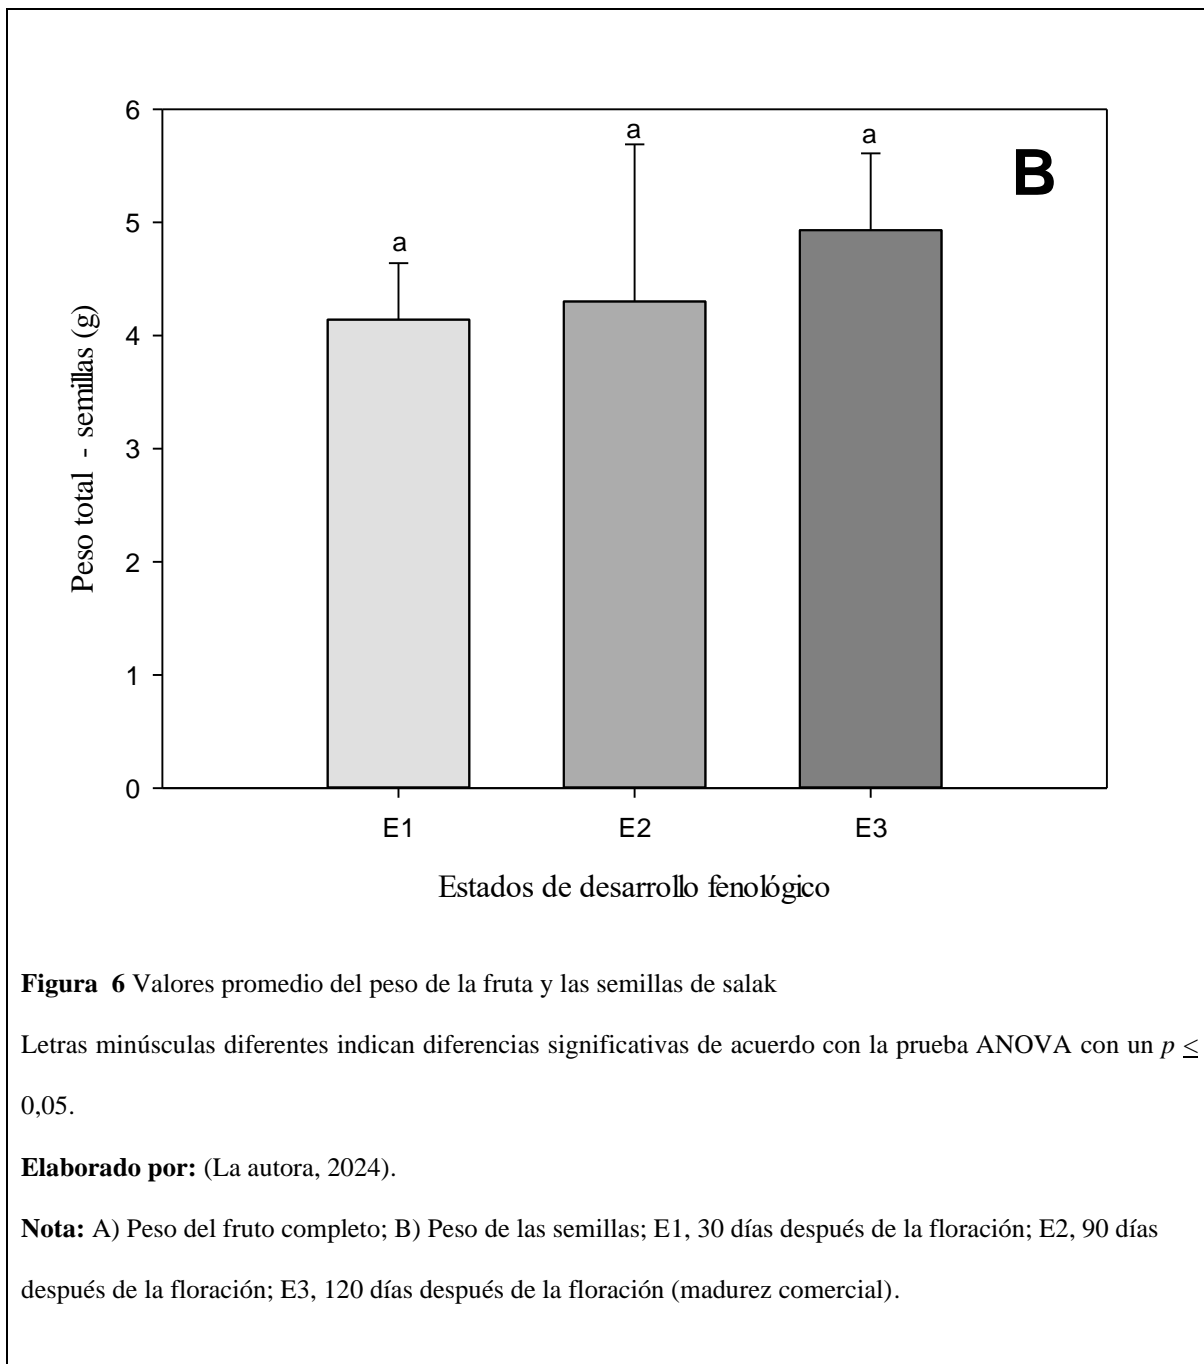 6
5
4
3
2
1
0
Peso total - semillas (g)
a
a
a
B
E1
E2
E3
Estados de desarrollo fenológico
Figura 6 Valores promedio del peso de la fruta y las semillas de salak
Letras minúsculas diferentes indican diferencias significativas de acuerdo con la prueba ANOVA con un p ≤
0,05.
Elaborado por: (La autora, 2024).
Nota: A) Peso del fruto completo; B) Peso de las semillas; E1, 30 días después de la floración; E2, 90 días
después de la floración; E3, 120 días después de la floración (madurez comercial).